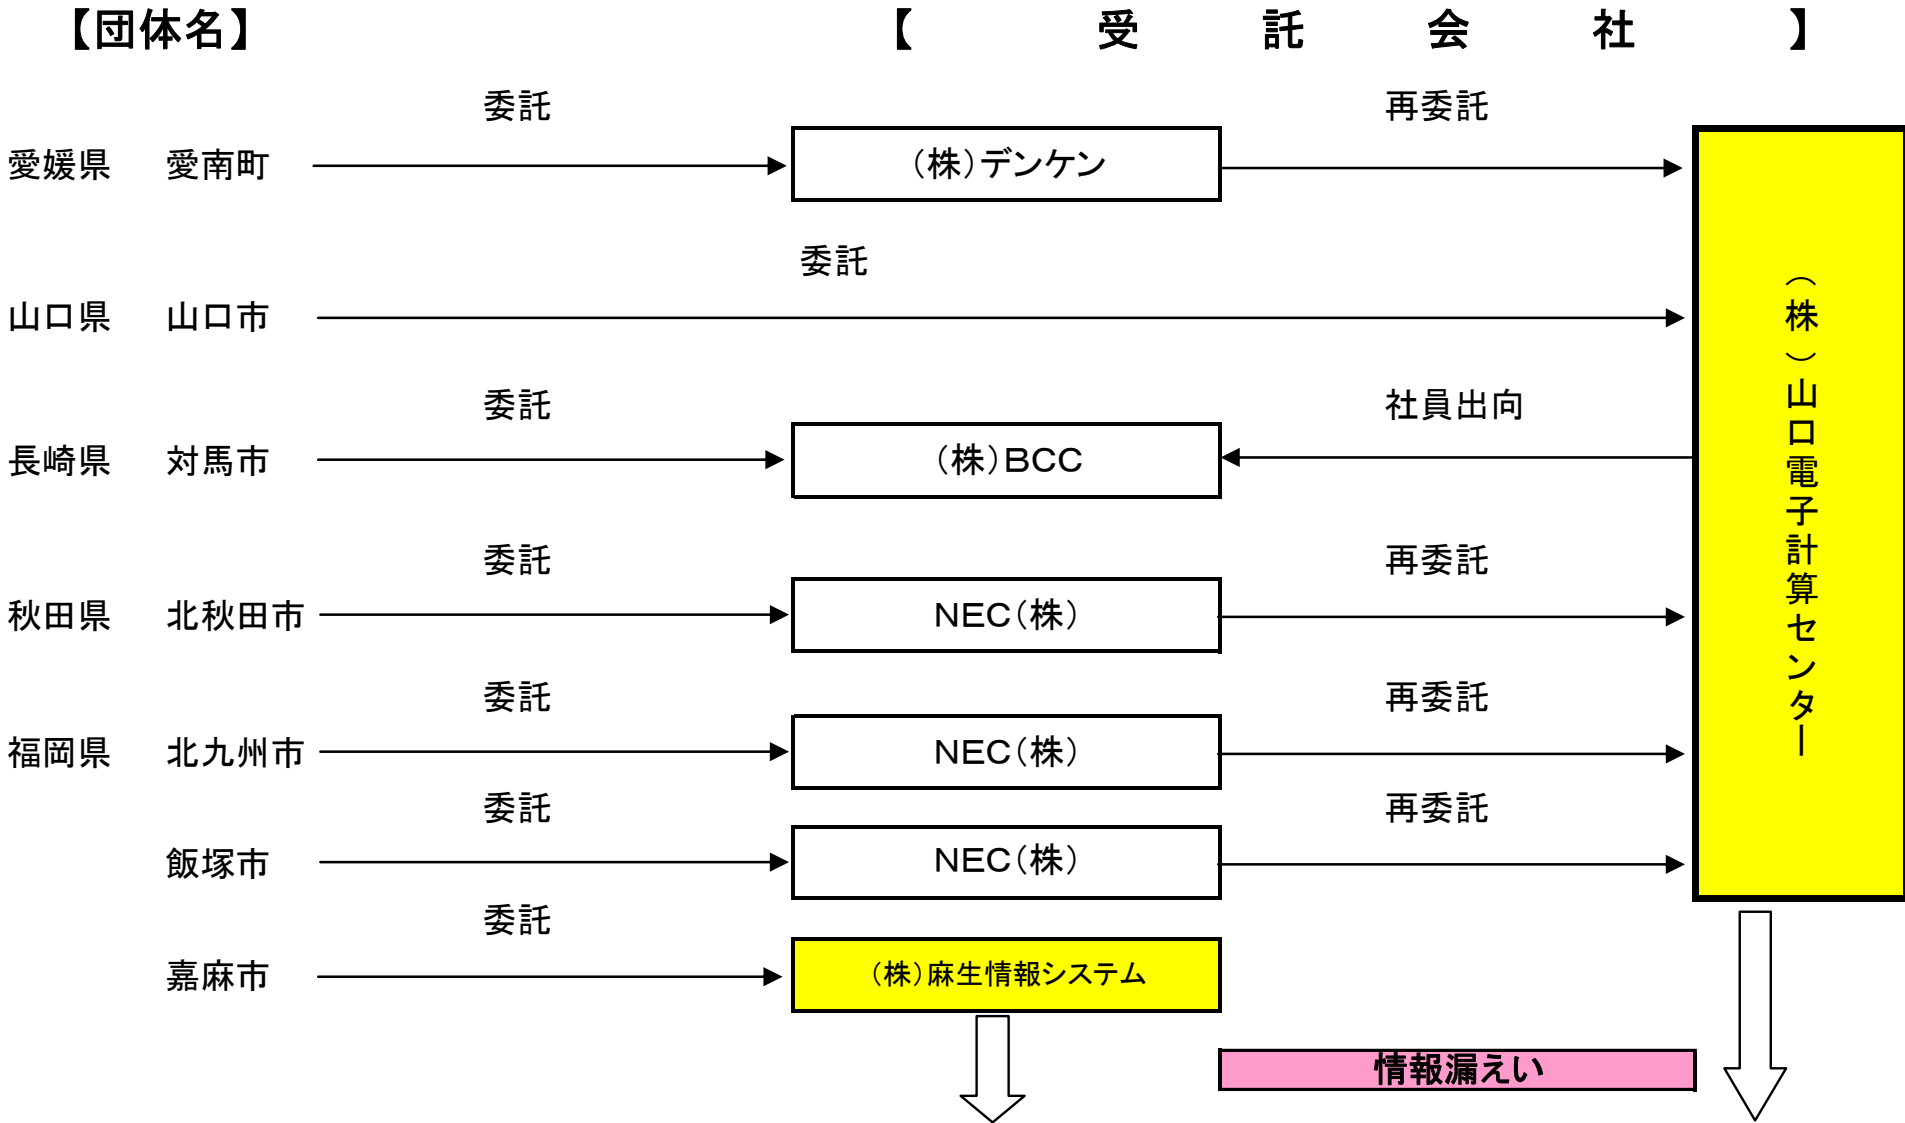 【団体名】 【 受 託 会 社 】
委託 再委託
愛媛県 愛南町 （株）デンケン
委託
山口県 山口市
委託 社員出向
長崎県 対馬市 （株）ＢＣＣ
委託 再委託
秋田県 北秋田市 ＮＥＣ（株）
委託 再委託
福岡県 北九州市 ＮＥＣ（株）
委託 再委託
飯塚市 ＮＥＣ（株）
委託
嘉麻市 （株）麻生情報システム
（株）山口電子計算センター
情報漏えい